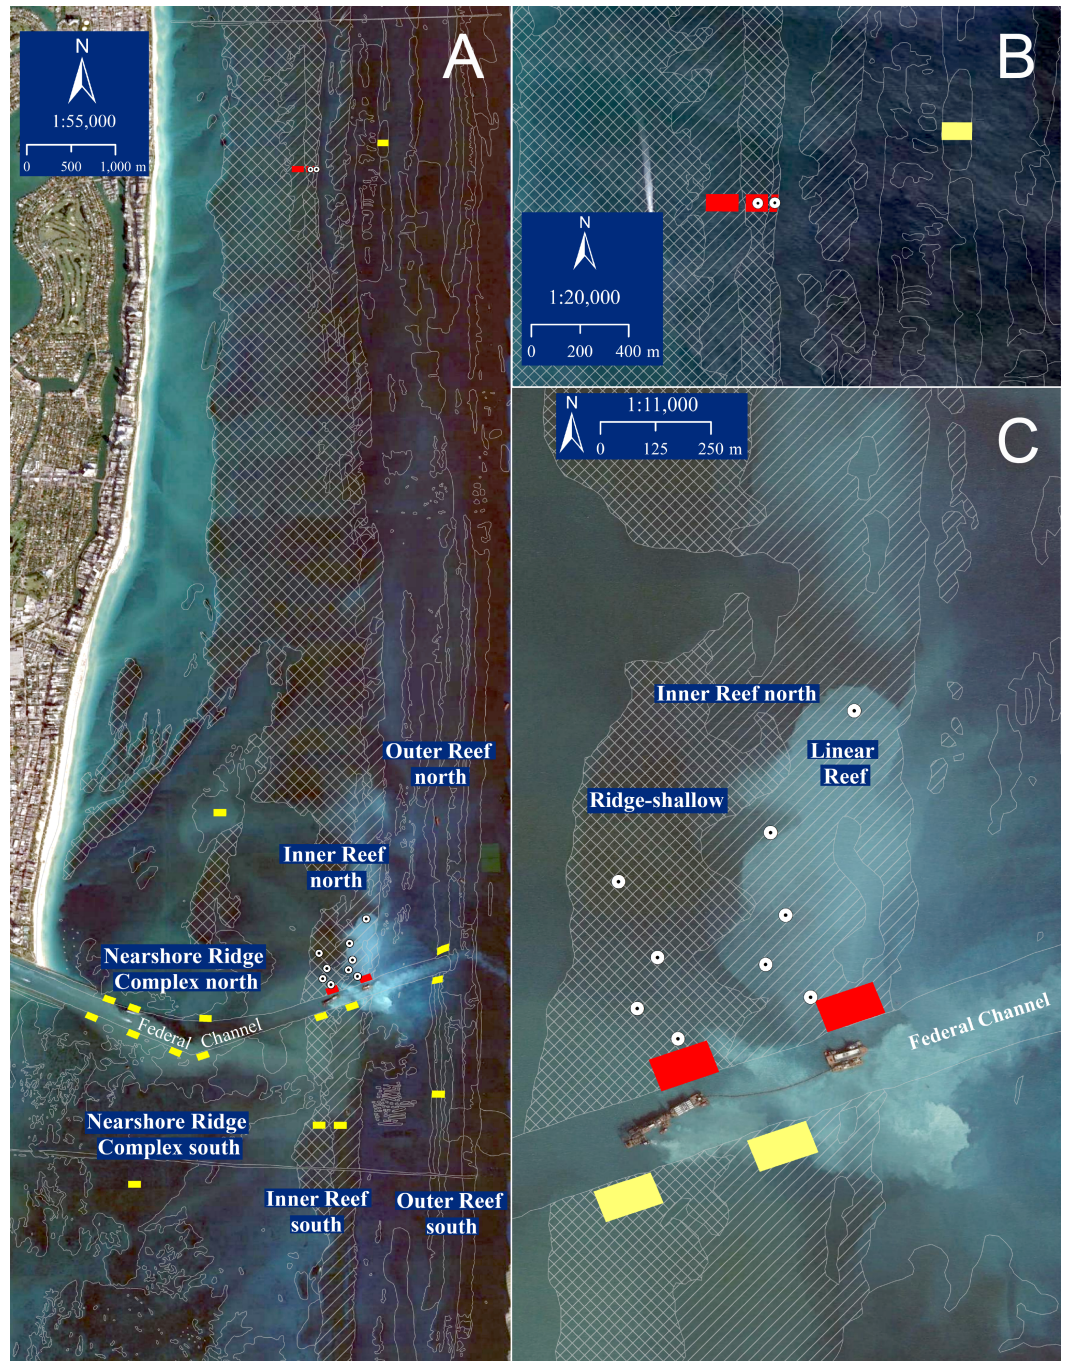 A
N
1:55,000
0 500 1,000 m
Outer Reef
north
Inner Reef
north
Nearshore Ridge
Complex north
Federal Channel
Nearshore Ridge
Complex south
Inner Reef
south
Outer Reef
south
B
N
1:20,000
0 200 400 m
C
N
1:11,000
0 125 250 m
Inner Reef north
Linear
Reef
Ridge-shallow
Federal Channel